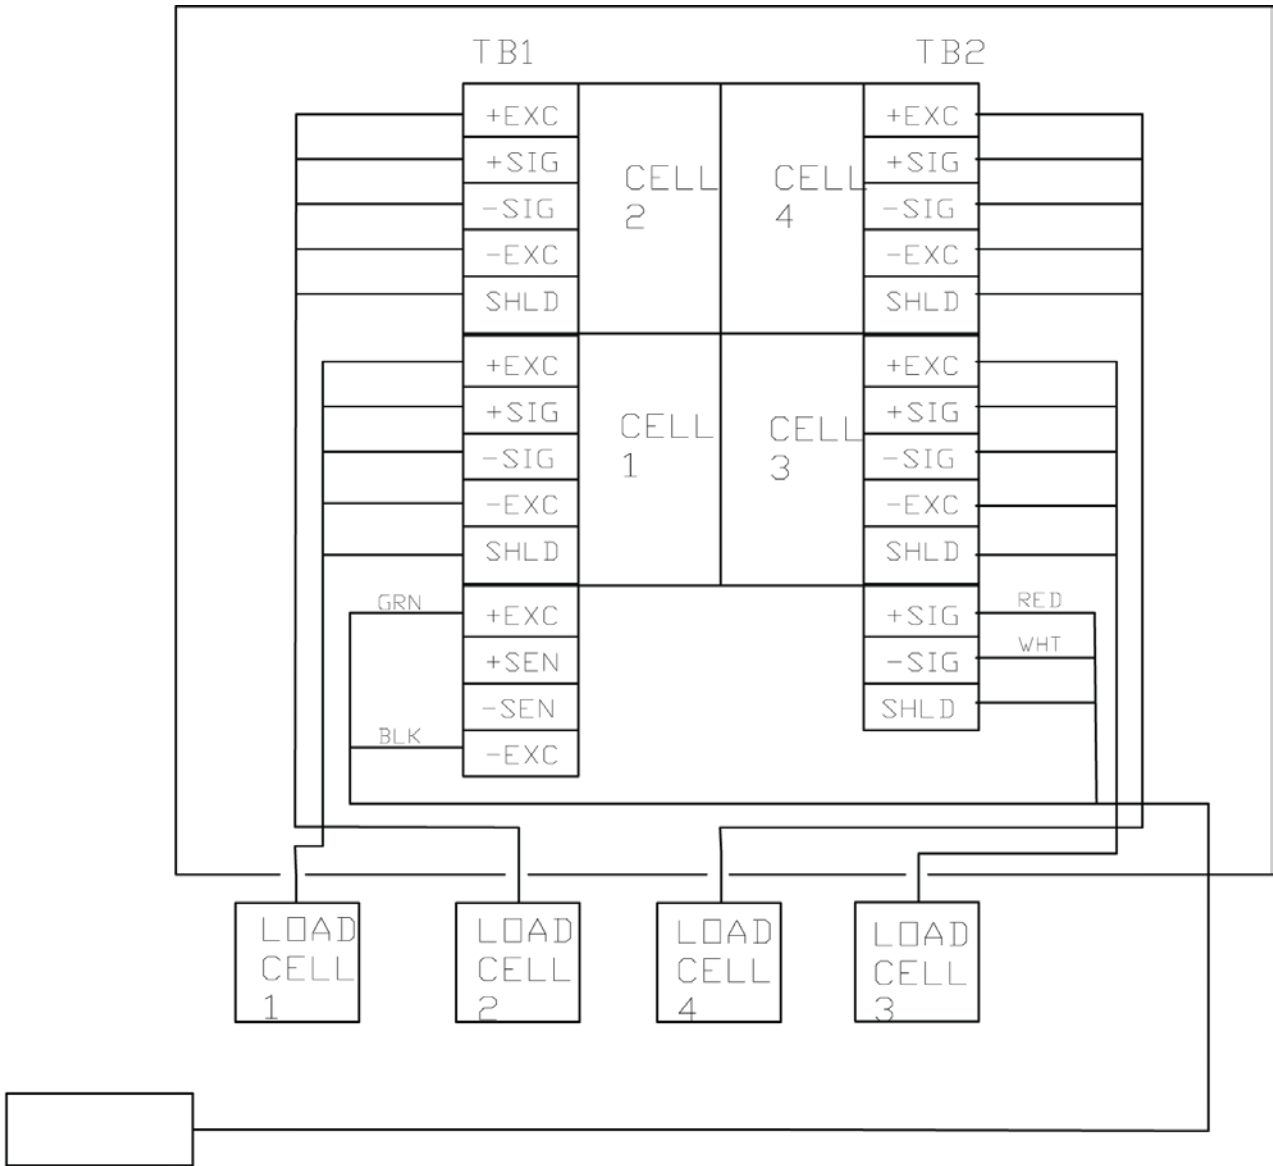 TB1
TB2
+EXC
+SIG
-SIG
-EXC
SHLD
CELL
2
CELL
4
+EXC
+SIG
-SIG
-EXC
SHLD
+EXC
+SIG
-SIG
-EXC
SHLD
CELL
1
CELL
3
+EXC
+SIG
-SIG
-EXC
SHLD
GRN
BLK
+EXC
+SEN
-SEN
-EXC
+SIG
-SIG
SHLD
RED
WHT
LOAD
CELL
1
LOAD
CELL
2
LOAD
CELL
4
LOAD
CELL
3